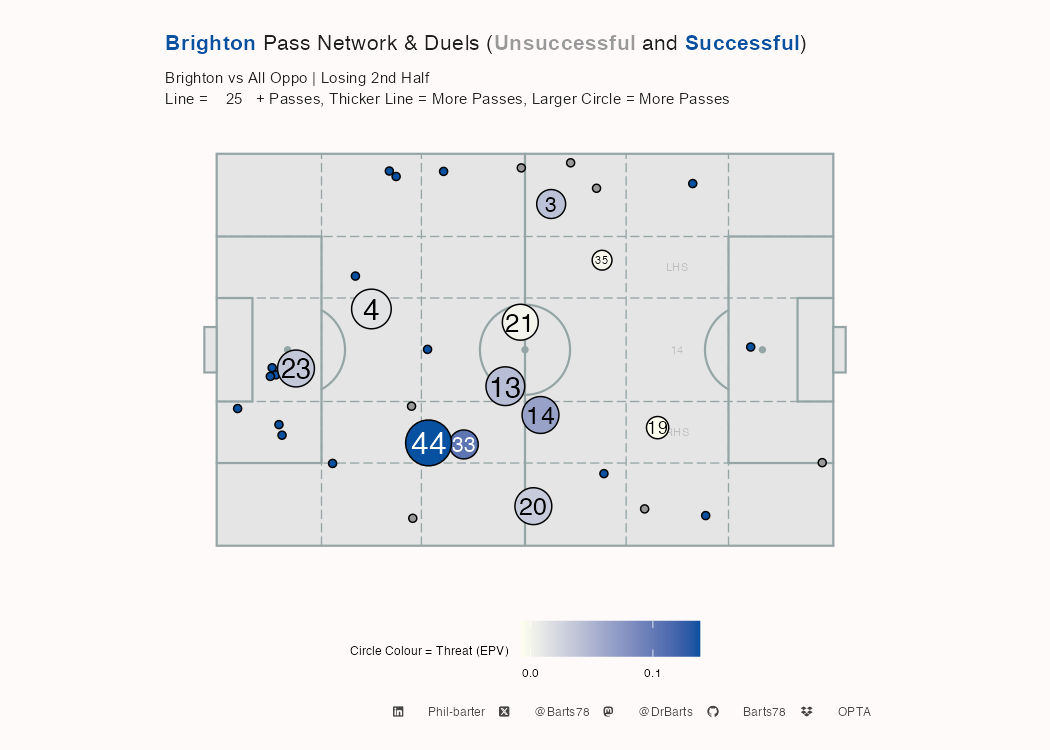 Brighton Pass Network & Duels (Unsuccessful and Successful)
Brighton vs All Oppo | Losing 2nd Half
Line = 25 + Passes, Thicker Line = More Passes, Larger Circle = More Passes
3
35
LHS
4
21
14
23
13
14
19
HS
44
33
20
Circle Colour = Threat (EPV)
0.0 0.1
Phil-barter @Barts78 @DrBarts Barts78 OPTA